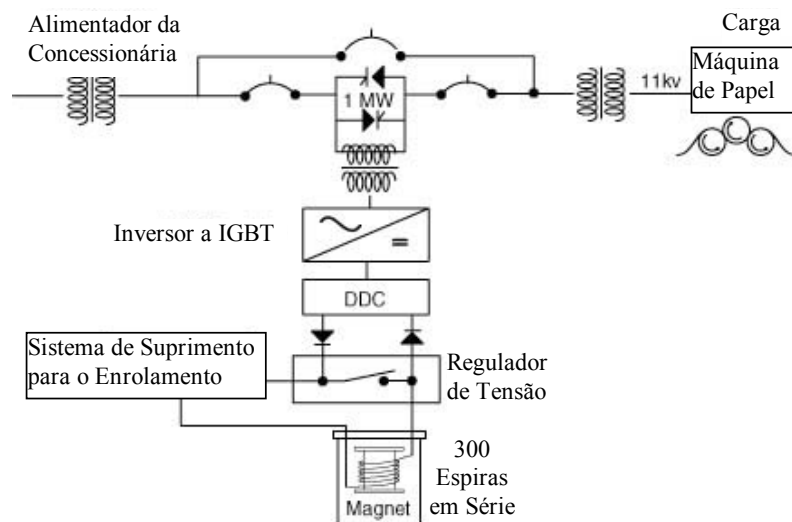 Alimentador da
Concessionária
Carga
Máquina
de Papel
11kv
1 MW
Inversor a IGBT
DDC
Sistema de Suprimento
para o Enrolamento
Regulador
de Tensão
300
Espiras
em Série
Magnet